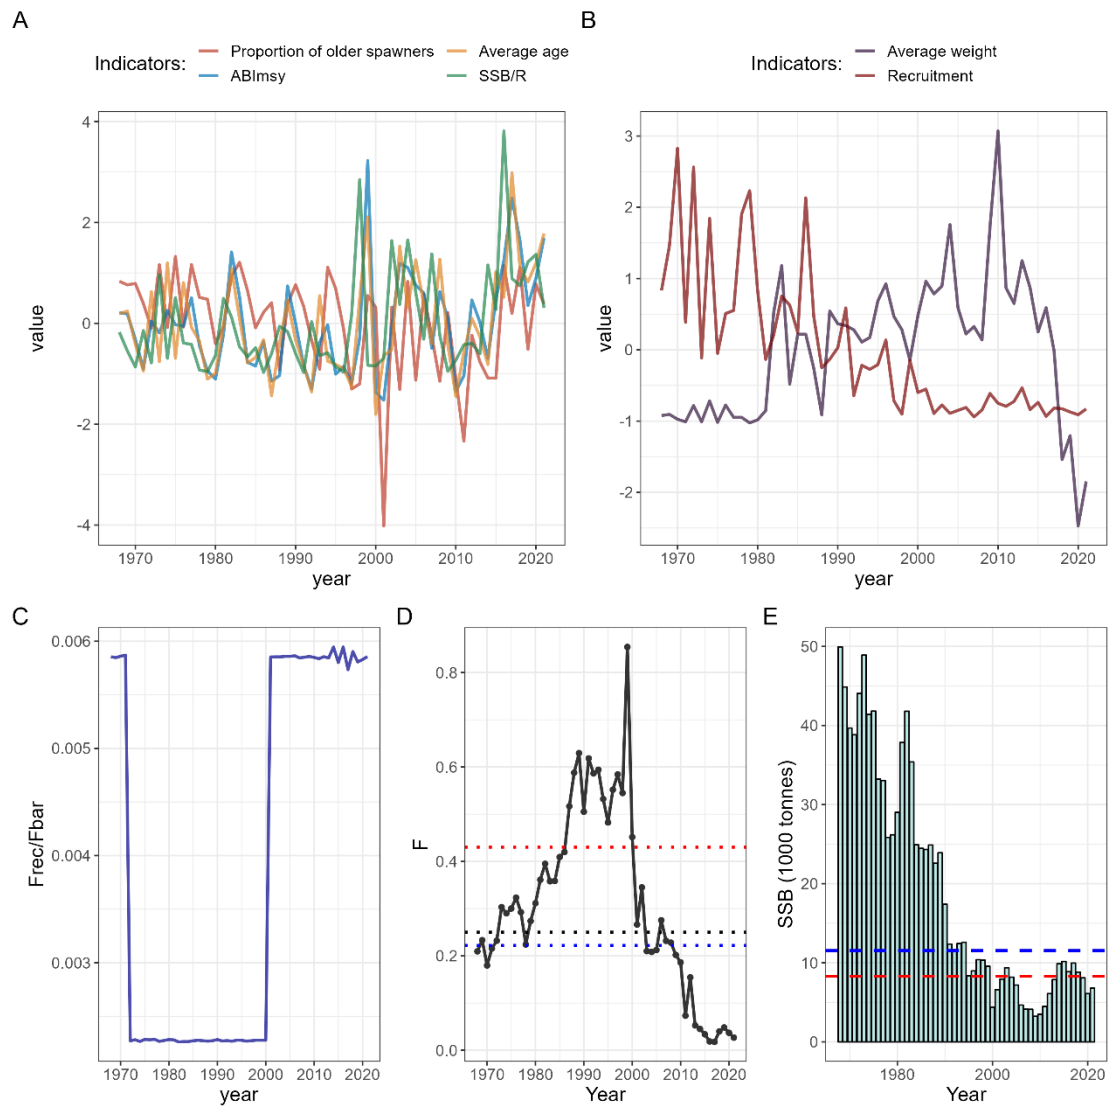 A
Indicators:
Proportion of older spawners
Average age
ABImsy
SSB/R
value
4
2
0
-2
-4
1970
1980
1990
2000
2010
2020
year
B
Indicators:
Average weight
Recruitment
value
3
2
1
0
-1
-2
1970
1980
1990
2000
2010
2020
year
C
Frec/Fbar
0.006
0.005
0.004
0.003
1970
1980
1990
2000
2010
2020
year
D
F
0.8
0.6
0.4
0.2
0.0
1970
1980
1990
2000
2010
2020
Year
E
SSB (1000 tonnes)
50
40
30
20
10
0
1980
2000
2020
Year